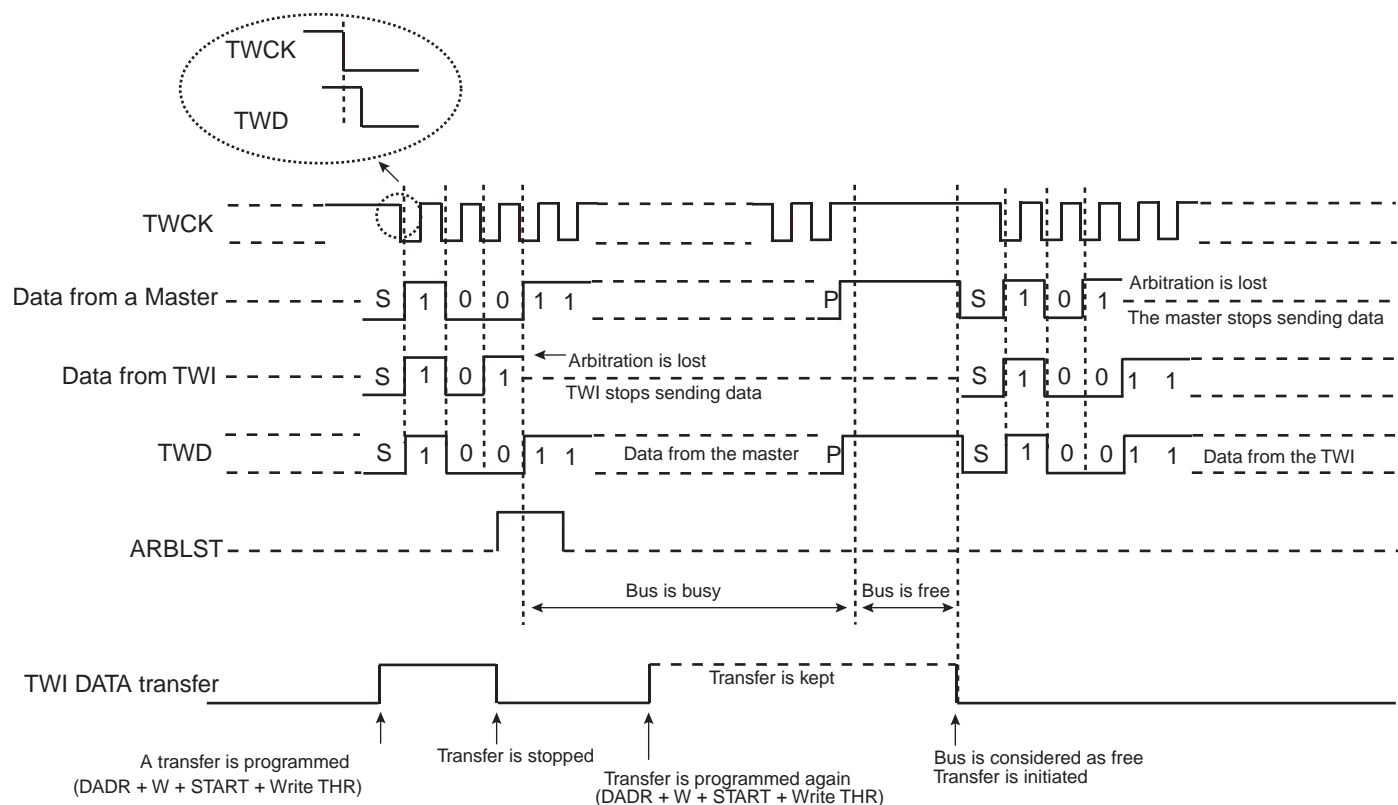 TWCK
TWD
TWCK
Data from a Master S 1 0 0 1 1 P S 1 0 1 Arbitration is lost
The master stops sending data
Data from TWI S 1 0 1 Arbitration is lost S 1 0 0 1 1
TWI stops sending data
TWD S 1 0 0 1 1 Data from the master P S 1 0 0 1 1 Data from the TWI
ARBLST
Bus is busy Bus is free
TWI DATA transfer Transfer is kept
A transfer is programmed
(DADR + W + START + Write THR)
Transfer is stopped
Transfer is programmed again
(DADR + W + START + Write THR)
Bus is considered as free
Transfer is initiated